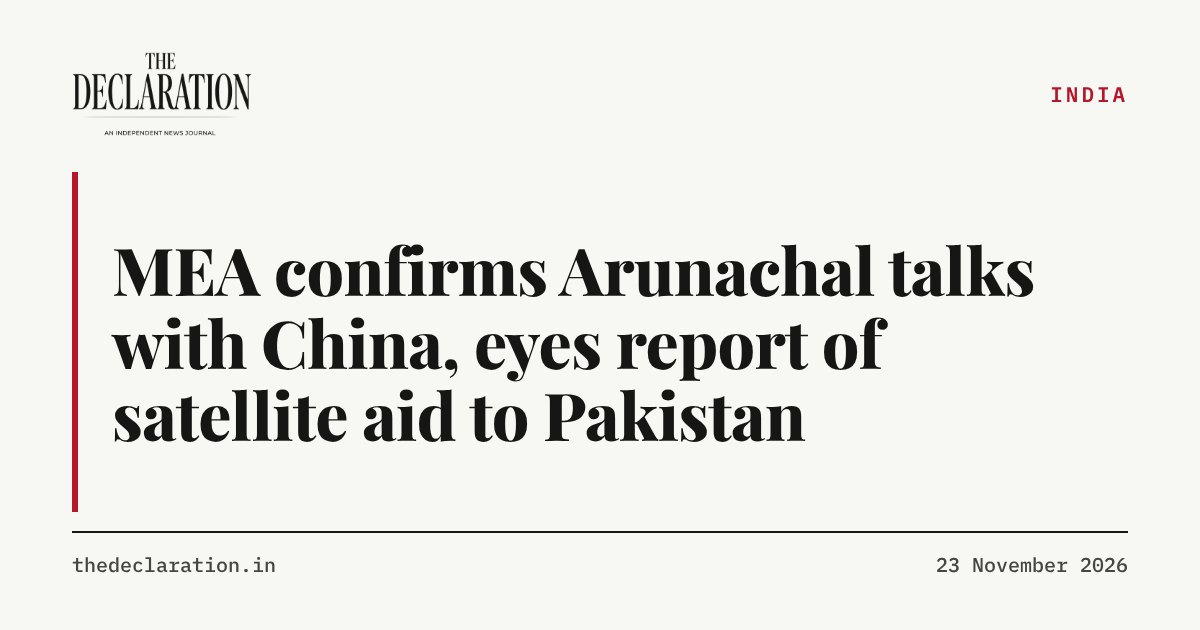 THE
DECLARATION
AN INDEPENDENT NEWS JOURNAL
INDIA
MEA confirms Arunachal talks
with China, eyes report of
satellite aid to Pakistan
thedeclaration.in
23 November 2026